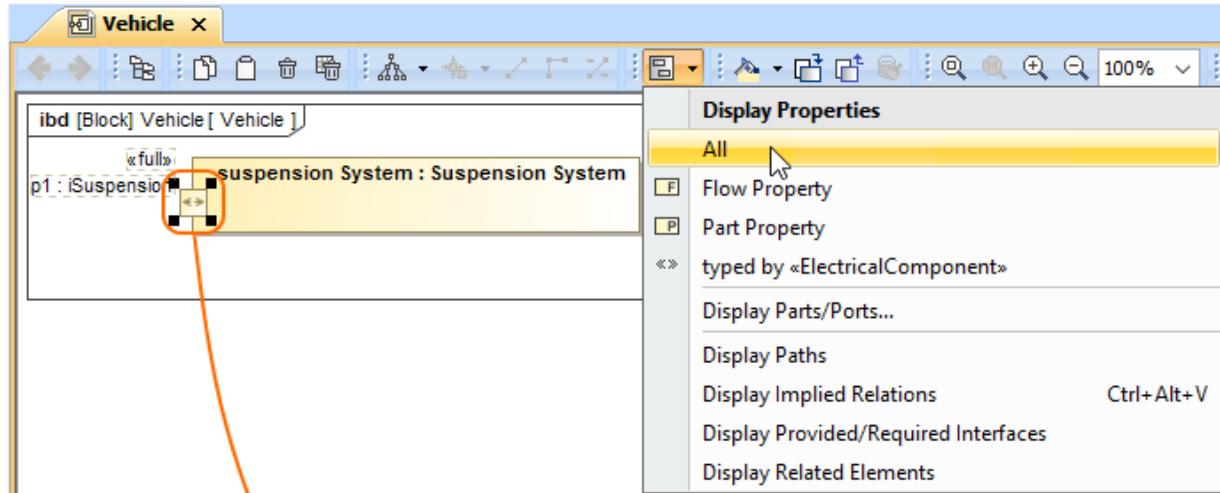 Vehicle
100%
ibd [Block] Vehicle [ Vehicle ]
«full»
p1 : iSuspension
suspension System : Suspension System
Display Properties
All
F Flow Property
P Part Property
«» typed by «ElectricalComponent»
Display Parts/Ports...
Display Paths
Display Implied Relations Ctrl+Alt+V
Display Provided/Required Interfaces
Display Related Elements